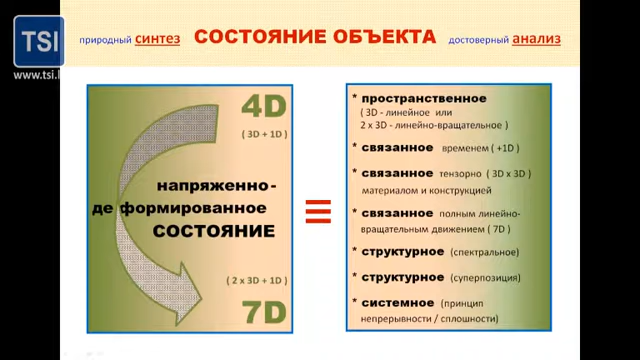 TSI
www.tsi.l
природный синтез СОСТОЯНИЕ ОБЪЕКТА достоверный анализ
4D
( 3D + 1D )
напряженно-
де формированное
СОСТОЯНИЕ
( 2 x 3D + 1D )
7D
≡
* пространственное
( 3D - линейное или
2 x 3D - линейно-вращательное )
* связанное временем ( +1D )
* связанное тензорно ( 3D x 3D )
материалом и конструкцией
* связанное полным линейно-
вращательным движением ( 7D )
* структурное (спектральное)
* структурное (суперпозиция)
* системное (принцип
непрерывности / сплошности)